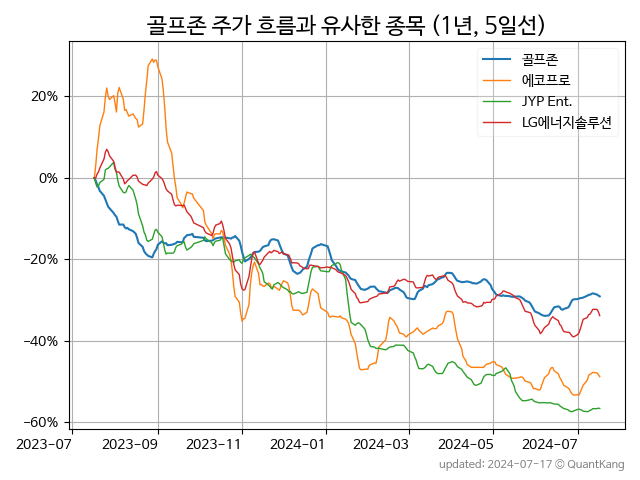 골프존 주가 흐름과 유사한 종목 (1년, 5일선)
골프존
에코프로
JYP Ent.
LG에너지솔루션
20%
0%
−20%
−40%
−60%
2023-07 2023-09 2023-11 2024-01 2024-03 2024-05 2024-07
updated: 2024-07-17 © QuantKang